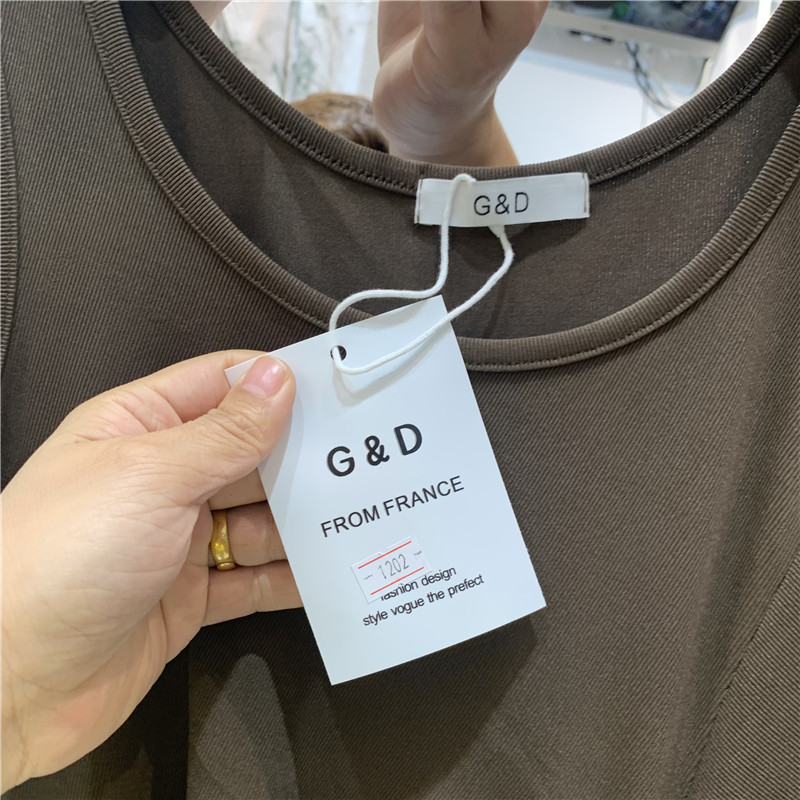 G&D
G & D
FROM FRANCE
1202
fashion design
style vogue the prefect